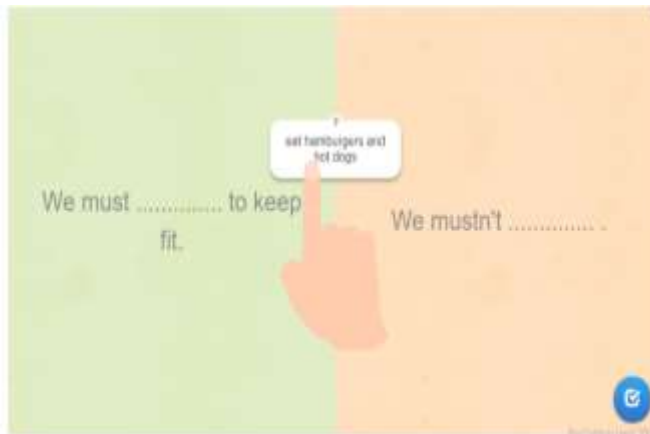 eat hamburgers and
hot dogs
We must .............. to keep
fit.
We mustn't .............. .